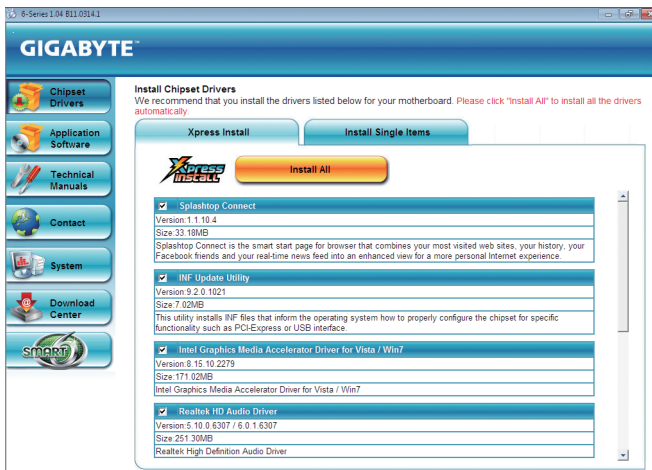 6-Series 1.04 B11.0314.1
GIGABYTE™
Chipset
Drivers
Application
Software
Technical
Manuals
Contact
System
Download
Center
SMART 6
Install Chipset Drivers
We recommend that you install the drivers listed below for your motherboard. Please click "Install All" to install all the drivers
automatically.
Xpress Install
Install Single Items
Xpress
INSTALL
Install All
Splashtop Connect
Version:1.1.10.4
Size:33.18MB
Splashtop Connect is the smart start page for browser that combines your most visited web sites, your history, your
Facebook friends and your real-time news feed into an enhanced view for a more personal Internet experience.
INF Update Utility
Version:9.2.0.1021
Size:7.02MB
This utility installs INF files that inform the operating system how to properly configure the chipset for specific
functionality such as PCI-Express or USB interface.
Intel Graphics Media Accelerator Driver for Vista / Win7
Version:8.15.10.2279
Size:171.02MB
Intel Graphics Media Accelerator Driver for Vista / Win7
Realtek HD Audio Driver
Version:5.10.0.6307 / 6.0.1.6307
Size:251.30MB
Realtek High Definition Audio Driver